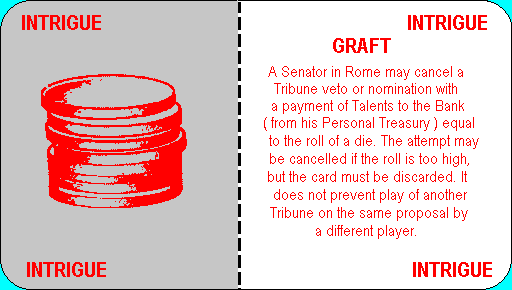 INTRIGUE
INTRIGUE
INTRIGUE
GRAFT
A Senator in Rome may cancel a
Tribune veto or nomination with
a payment of Talents to the Bank
( from his Personal Treasury ) equal
to the roll of a die. The attempt may
be cancelled if the roll is too high,
but the card must be discarded. It
does not prevent play of another
Tribune on the same proposal by
a different player.
INTRIGUE